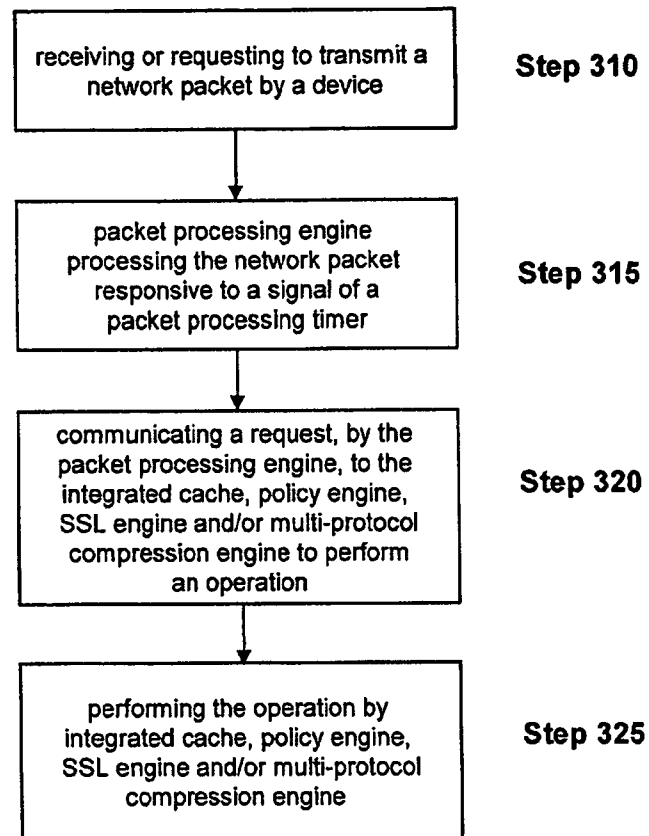 receiving or requesting to transmit a
network packet by a device
Step 310
packet processing engine
processing the network packet
responsive to a signal of a
packet processing timer
Step 315
communicating a request, by the
packet processing engine, to the
integrated cache, policy engine,
SSL engine and/or multi-protocol
compression engine to perform
an operation
Step 320
performing the operation by
integrated cache, policy engine,
SSL engine and/or multi-protocol
compression engine
Step 325